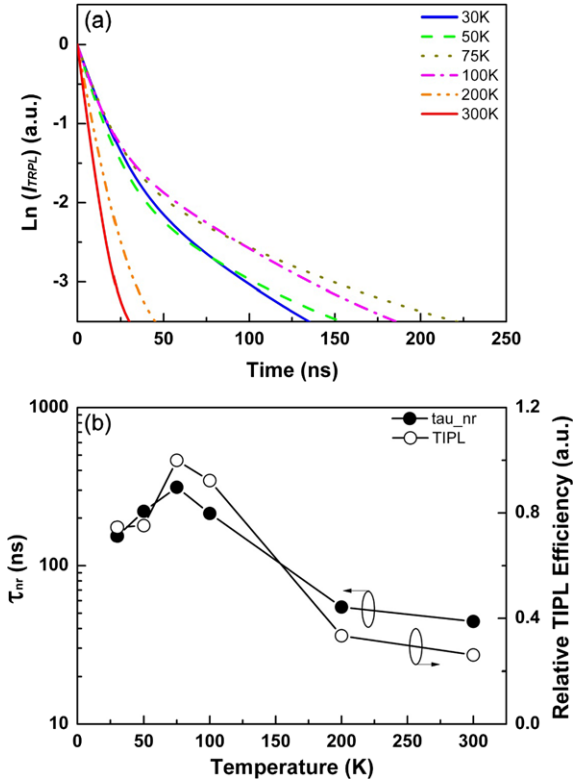 (a)
30K
50K
75K
100K
200K
300K
0
-1
-2
-3
Ln (I_TRPL) (a.u.)
0 50 100 150 200 250
Time (ns)
(b)
tau_nr
TIPL
1000
100
10
τnr (ns)
1.2
0.8
0.4
0.0
Relative TIPL Efficiency (a.u.)
0 50 100 150 200 250 300
Temperature (K)